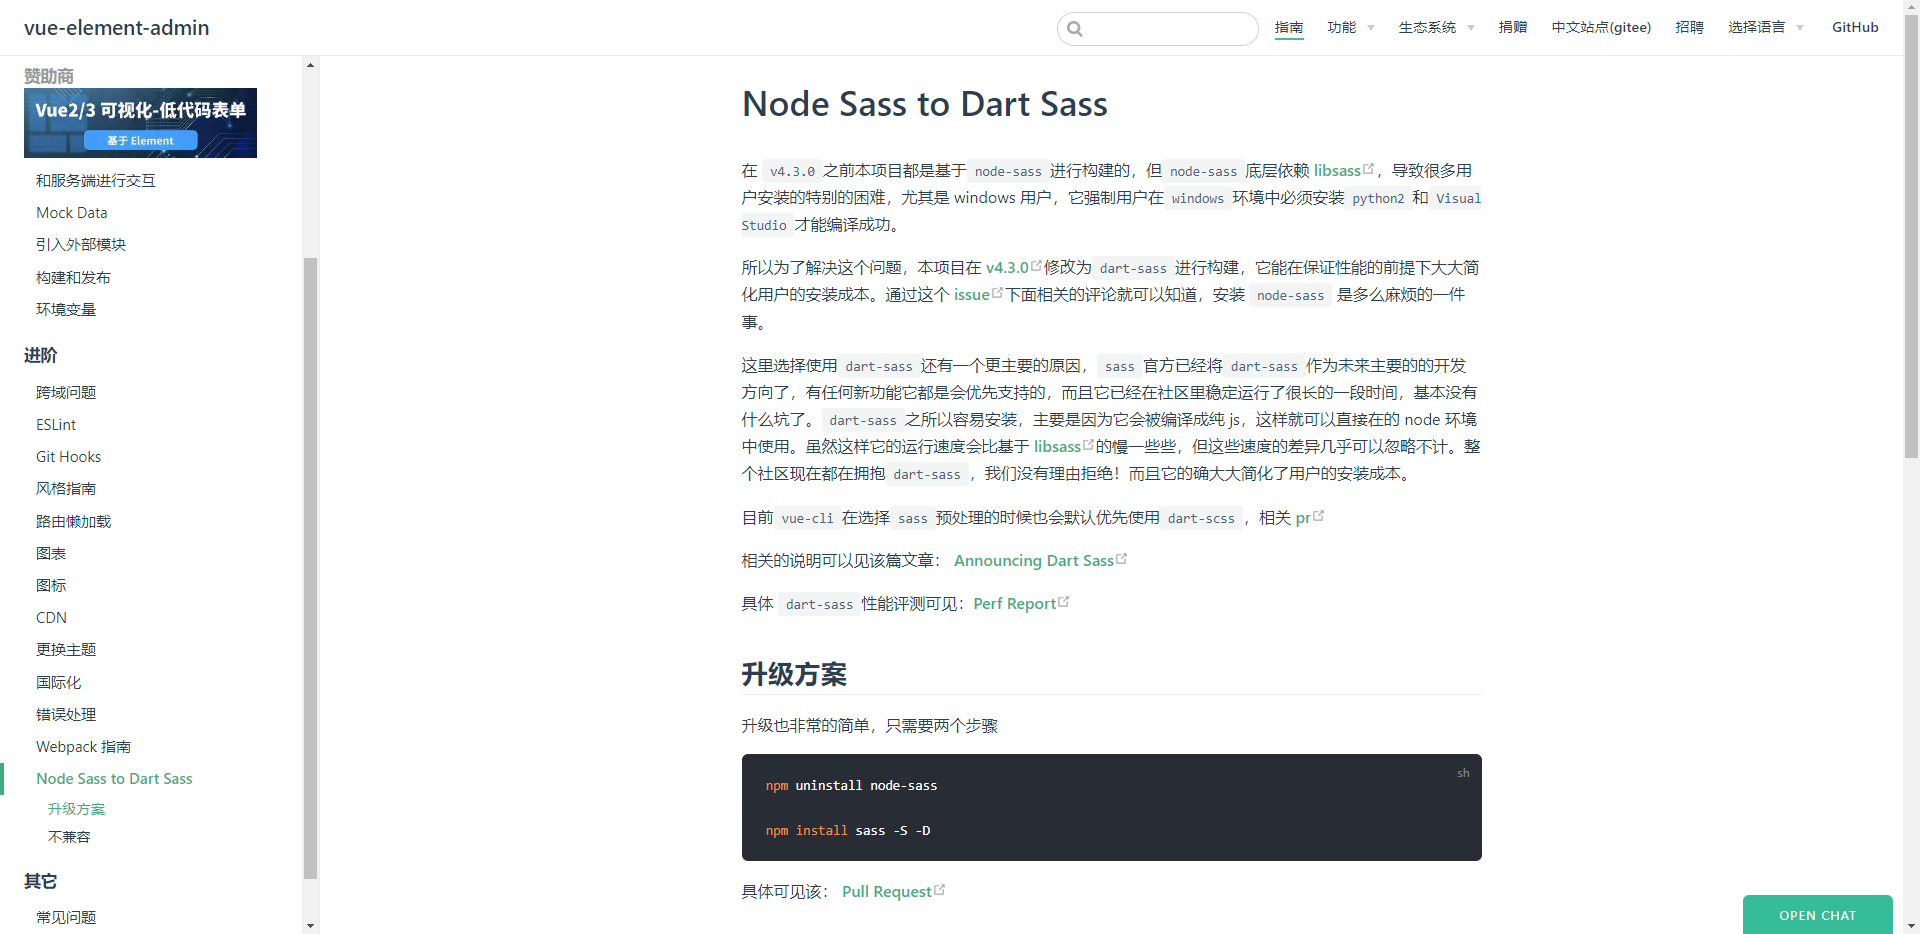 vue-element-admin
指南
功能
生态系统
捐赠
中文站点(gitee)
招聘
选择语言
GitHub
赞助商
Vue2/3 可视化-低代码表单
基于 Element
和服务端进行交互
Mock Data
引入外部模块
构建和发布
环境变量
进阶
跨域问题
ESLint
Git Hooks
风格指南
路由懒加载
图表
图标
CDN
更换主题
国际化
错误处理
Webpack 指南
Node Sass to Dart Sass
升级方案
不兼容
其它
常见问题
Node Sass to Dart Sass
在 v4.3.0 之前本项目都是基于 node-sass 进行构建的，但 node-sass 底层依赖 libsass，导致很多用
户安装的特别的困难，尤其是 windows 用户，它强制用户在 windows 环境中必须安装 python2 和 Visual
Studio 才能编译成功。
所以为了解决这个问题，本项目在 v4.3.0 修改为 dart-sass 进行构建，它能在保证性能的前提下大大简
化用户的安装成本。通过这个 issue 下面相关的评论就可以知道，安装 node-sass 是多么麻烦的一件
事。
这里选择使用 dart-sass 还有一个更主要的原因， sass 官方已经将 dart-sass 作为未来主要的的开发
方向了，有任何新功能它都是会优先支持的，而且它已经在社区里稳定运行了很长的一段时间，基本没有
什么坑了。 dart-sass 之所以容易安装，主要是因为它会被编译成纯 js，这样就可以直接在的 node 环境
中使用。虽然这样它的运行速度会比基于 libsass 的慢一些些，但这些速度的差异几乎可以忽略不计。整
个社区现在都在拥抱 dart-sass ，我们没有理由拒绝！而且它的确大大简化了用户的安装成本。
目前 vue-cli 在选择 sass 预处理的时候也会默认优先使用 dart-scss ，相关 pr
相关的说明可以见该篇文章： Announcing Dart Sass
具体 dart-sass 性能评测可见：Perf Report
升级方案
升级也非常的简单，只需要两个步骤
sh
npm uninstall node-sass
npm install sass -S -D
具体可见该： Pull Request
OPEN CHAT